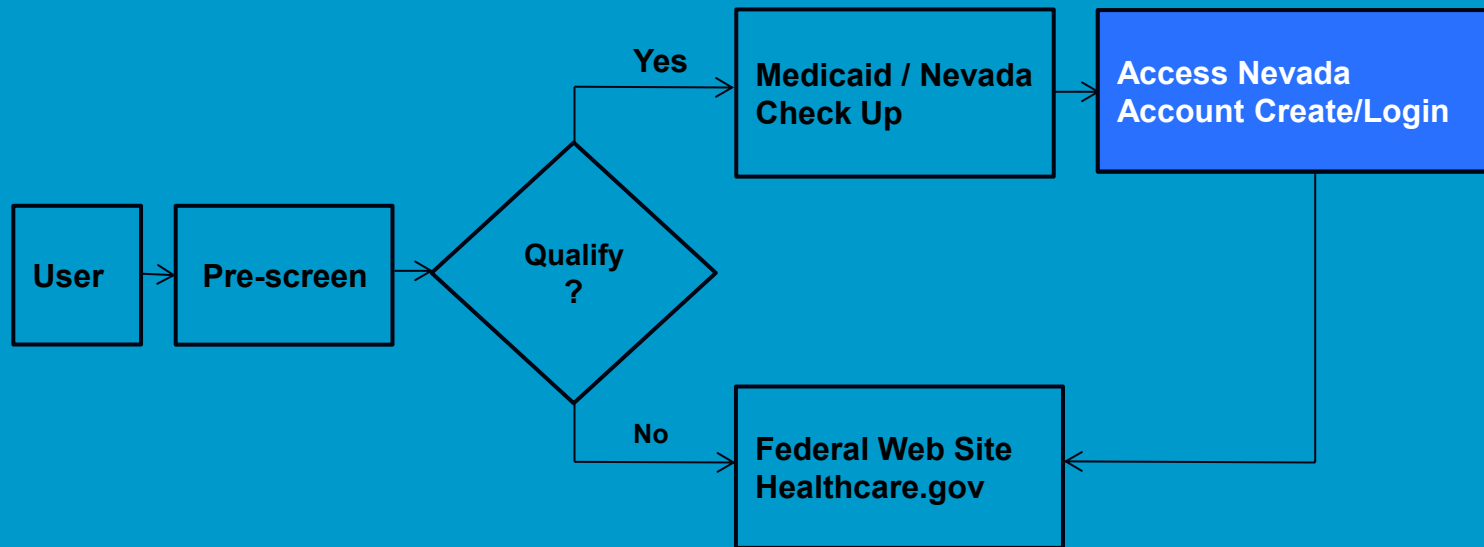 User
Pre-screen
Qualify
?
Yes
Medicaid / Nevada
Check Up
Access Nevada
Account Create/Login
No
Federal Web Site
Healthcare.gov